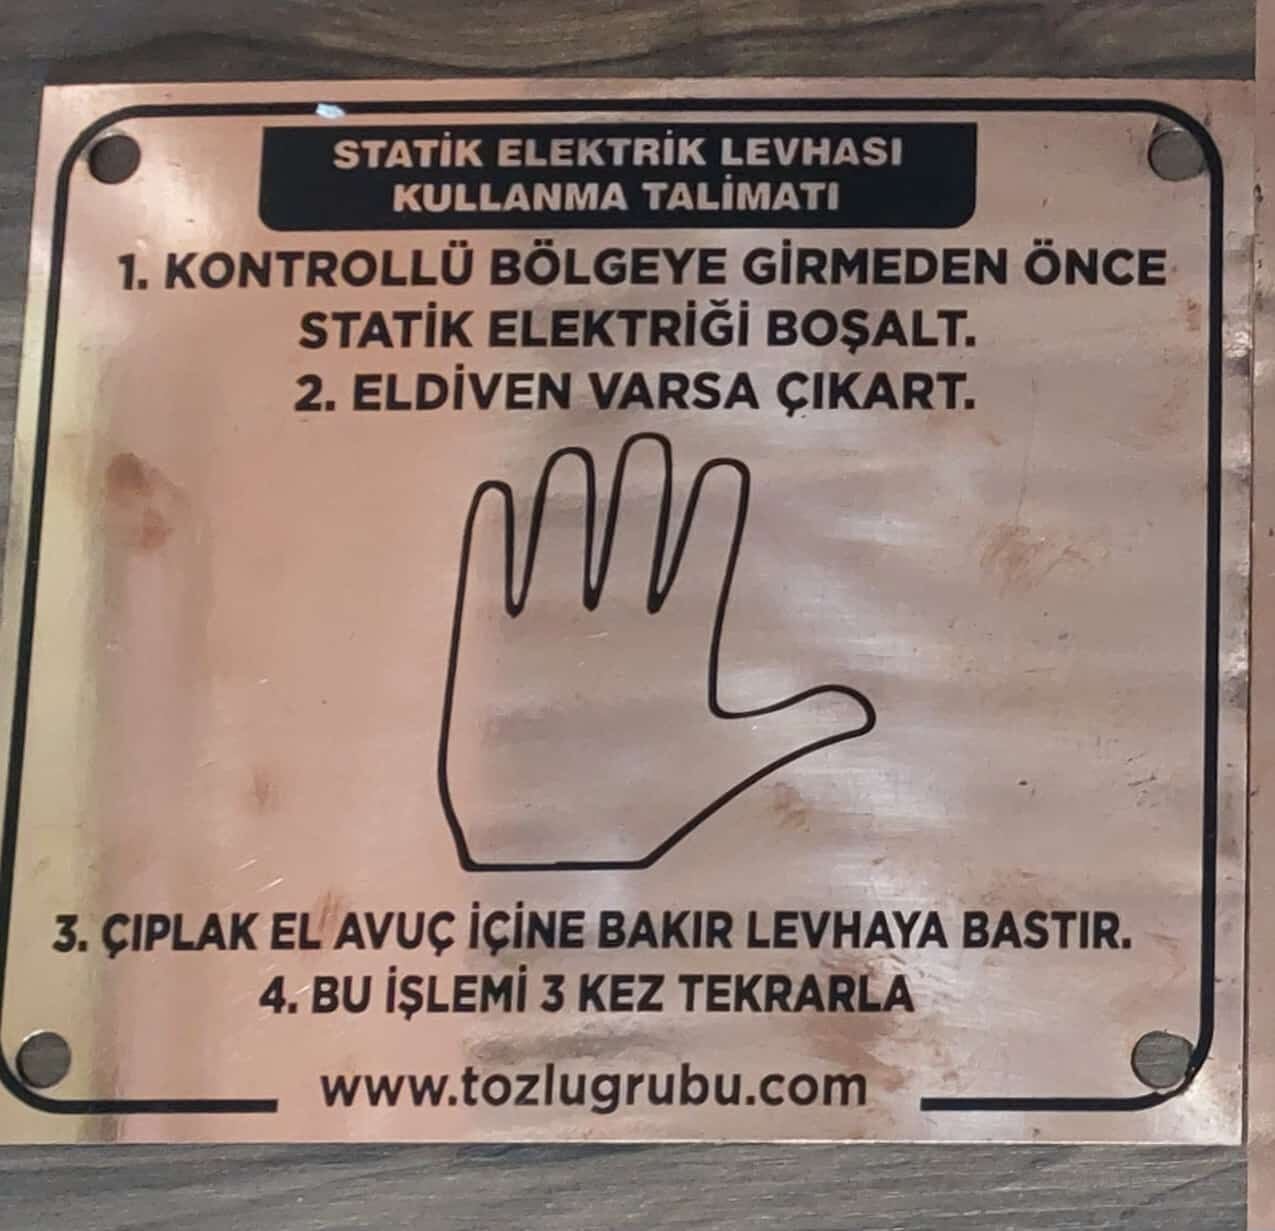 STATİK ELEKTRİK LEVHASI
KULLANMA TALİMATI
1. KONTROLLÜ BÖLGEYE GİRMEDEN ÖNCE
STATİK ELEKTRİĞİ BOŞALT.
2. ELDİVEN VARSA ÇIKART.
3. ÇIPLAK EL AVUÇ İÇİNE BAKIR LEVHAYA BASTIR.
4. BU İŞLEMİ 3 KEZ TEKRARLA
www.tozlugrubu.com